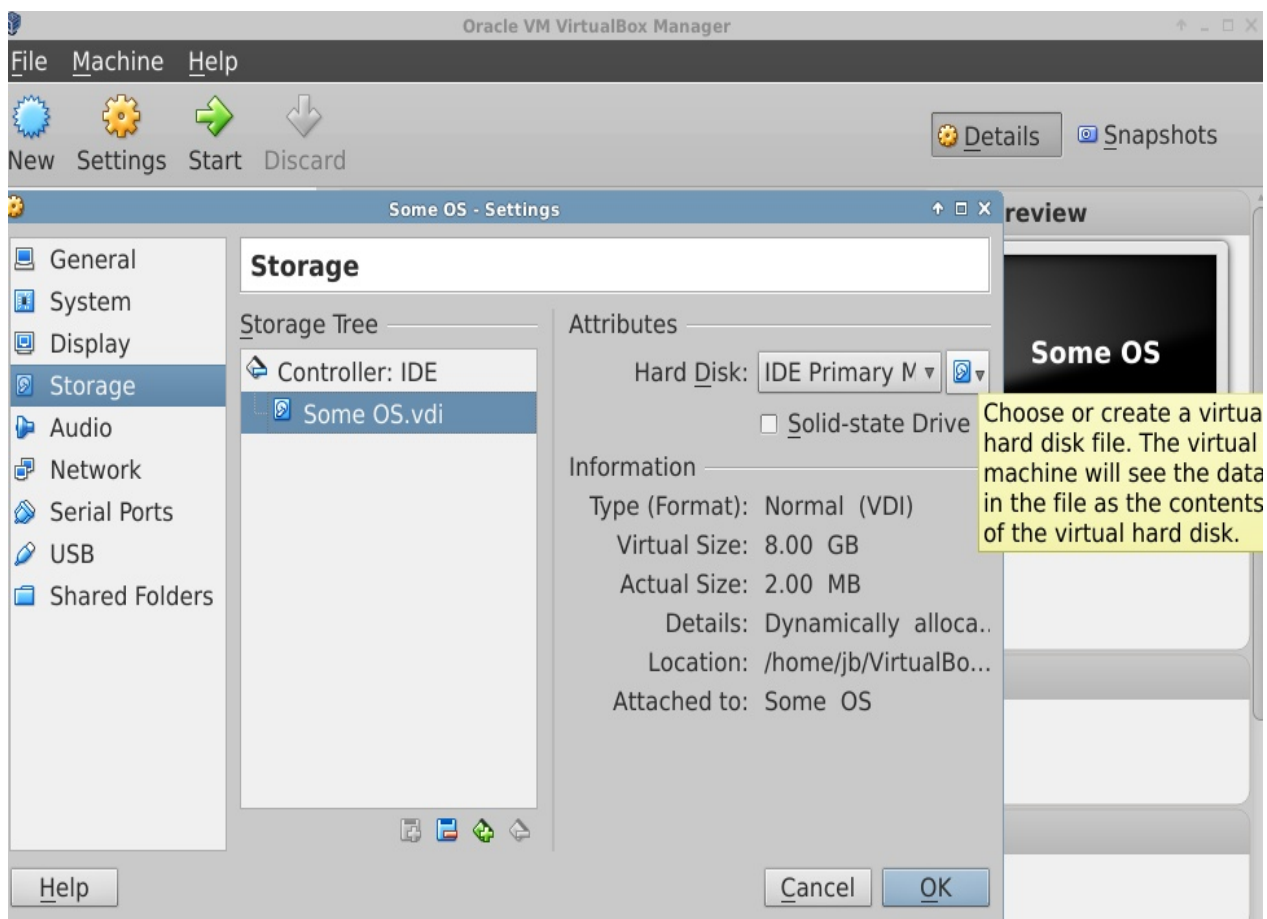 Oracle VM VirtualBox Manager
File Machine Help
New Settings Start Discard
Details Snapshots
Some OS - Settings
review
General
System
Display
Storage
Audio
Network
Serial Ports
USB
Shared Folders
Storage
Storage Tree
Controller: IDE
Some OS.vdi
Attributes
Hard Disk: IDE Primary M
Solid-state Drive
Information
Type (Format): Normal (VDI)
Virtual Size: 8.00 GB
Actual Size: 2.00 MB
Details: Dynamically alloca..
Location: /home/jb/VirtualBo...
Attached to: Some OS
Some OS
Choose or create a virtua
hard disk file. The virtual
machine will see the data
in the file as the contents
of the virtual hard disk.
Help Cancel OK